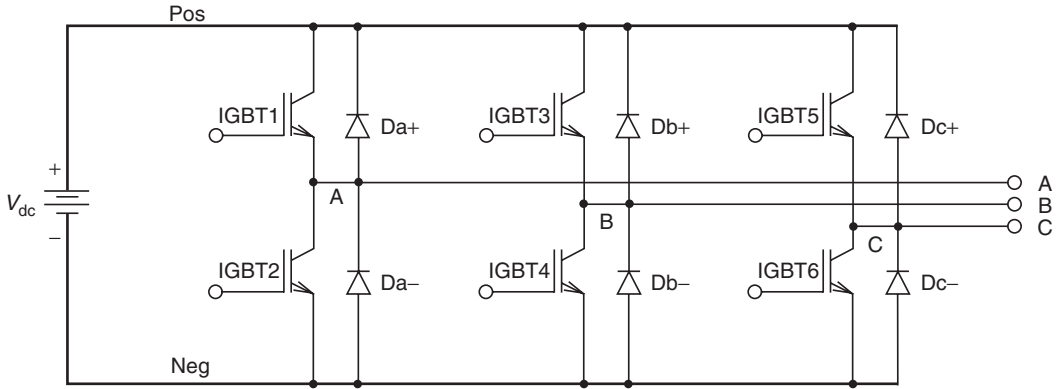 Pos
IGBT1
Da+
IGBT3
Db+
IGBT5
Dc+
+
Vdc
−
A
B
C
A
B
C
IGBT2
Da−
IGBT4
Db−
IGBT6
Dc−
Neg